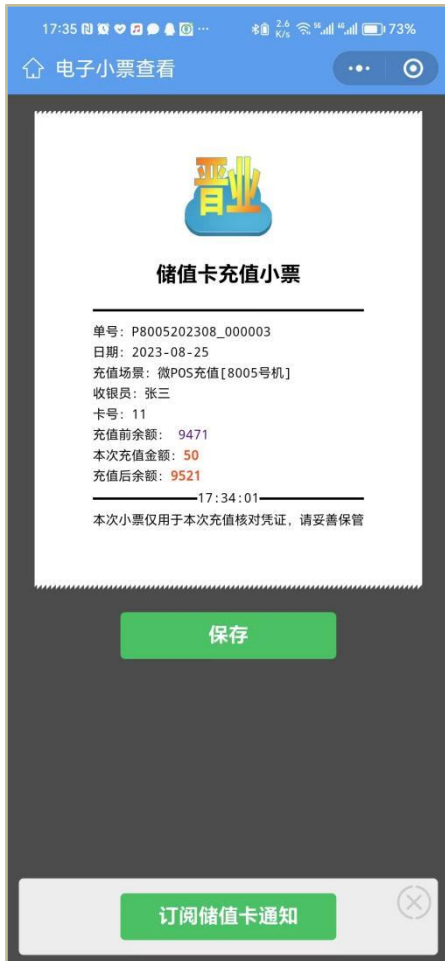 17:35 2.6 K/s 5G 4G 73%
电子小票查看
晋业
储值卡充值小票
单号：P8005202308_000003
日期：2023-08-25
充值场景：微POS充值[8005号机]
收银员：张三
卡号：11
充值前余额： 9471
本次充值金额：50
充值后余额：9521
17:34:01
本次小票仅用于本次充值核对凭证，请妥善保管
保存
订阅储值卡通知